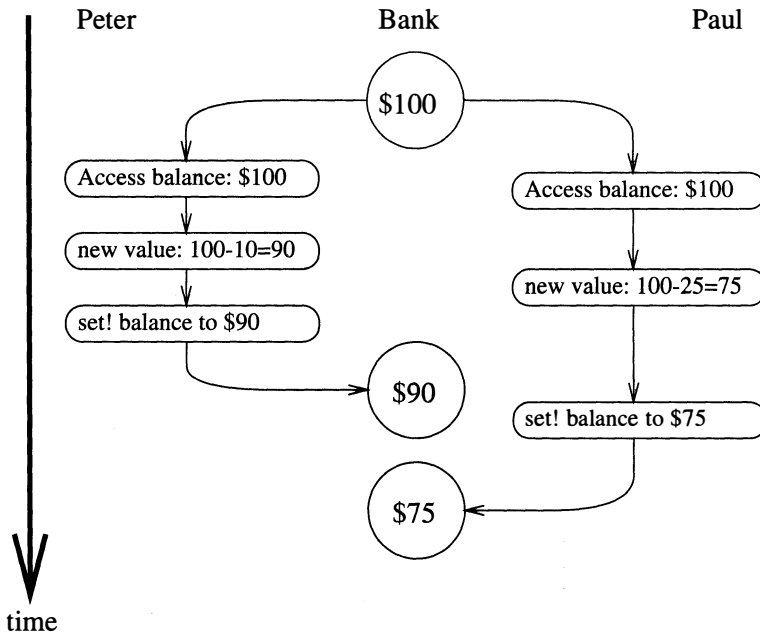 Peter Bank Paul
$100
Access balance: $100
Access balance: $100
new value: 100-10=90
new value: 100-25=75
set! balance to $90
$90
set! balance to $75
$75
time